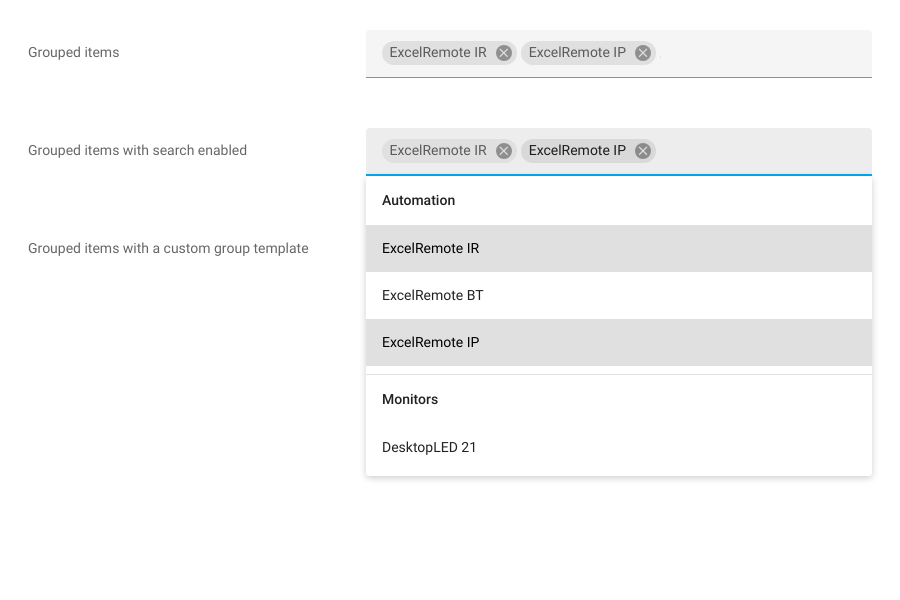 Grouped items
ExcelRemote IR ExcelRemote IP
Grouped items with search enabled
ExcelRemote IR ExcelRemote IP
Automation
Grouped items with a custom group template
ExcelRemote IR
ExcelRemote BT
ExcelRemote IP
Monitors
DesktopLED 21